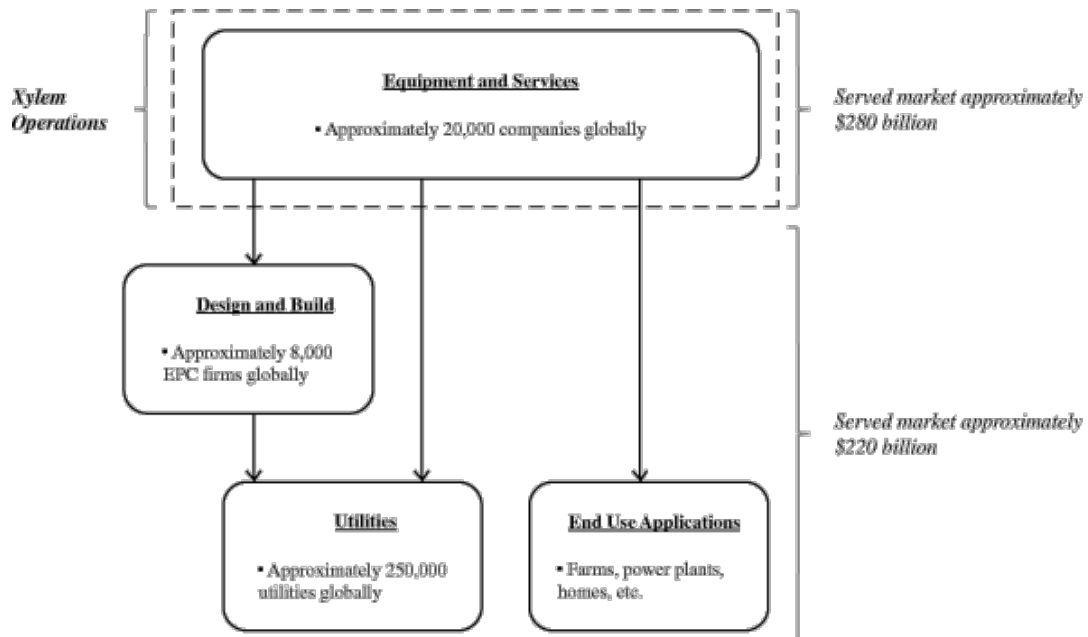 Equipment and Services
Xylem
Operations
▪ Approximately 20,000 companies globally
Served market approximately
$280 billion
Design and Build
▪ Approximately 8,000
EPC firms globally
Served market approximately
$220 billion
Utilities
▪ Approximately 250,000
utilities globally
End Use Applications
▪ Farms, power plants,
homes, etc.